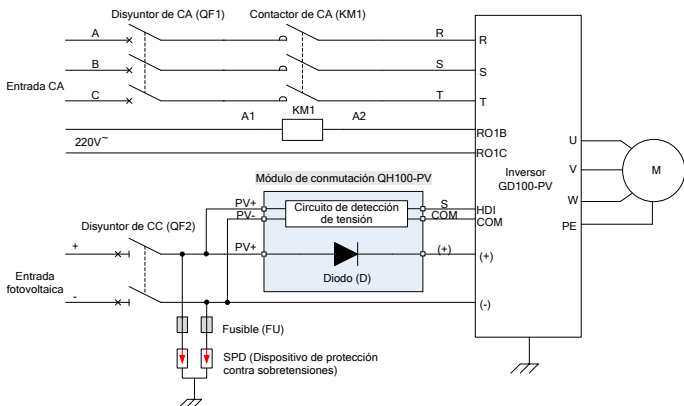 Disyuntor de CA (QF1)
Contactor de CA (KM1)
A
R
R
B
S
S
Entrada CA
C
T
T
A1
KM1
A2
RO1B
220V~
RO1C
U
V
W
PE
M
Inversor
GD100-PV
Módulo de conmutación QH100-PV
PV+
PV-
Circuito de detección
de tensión
S
COM
HDI
COM
Disyuntor de CC (QF2)
+
PV+
(+)
(+)
Diodo (D)
Entrada
fotovoltaica
-
(-)
Fusible (FU)
SPD (Dispositivo de protección
contra sobretensiones)